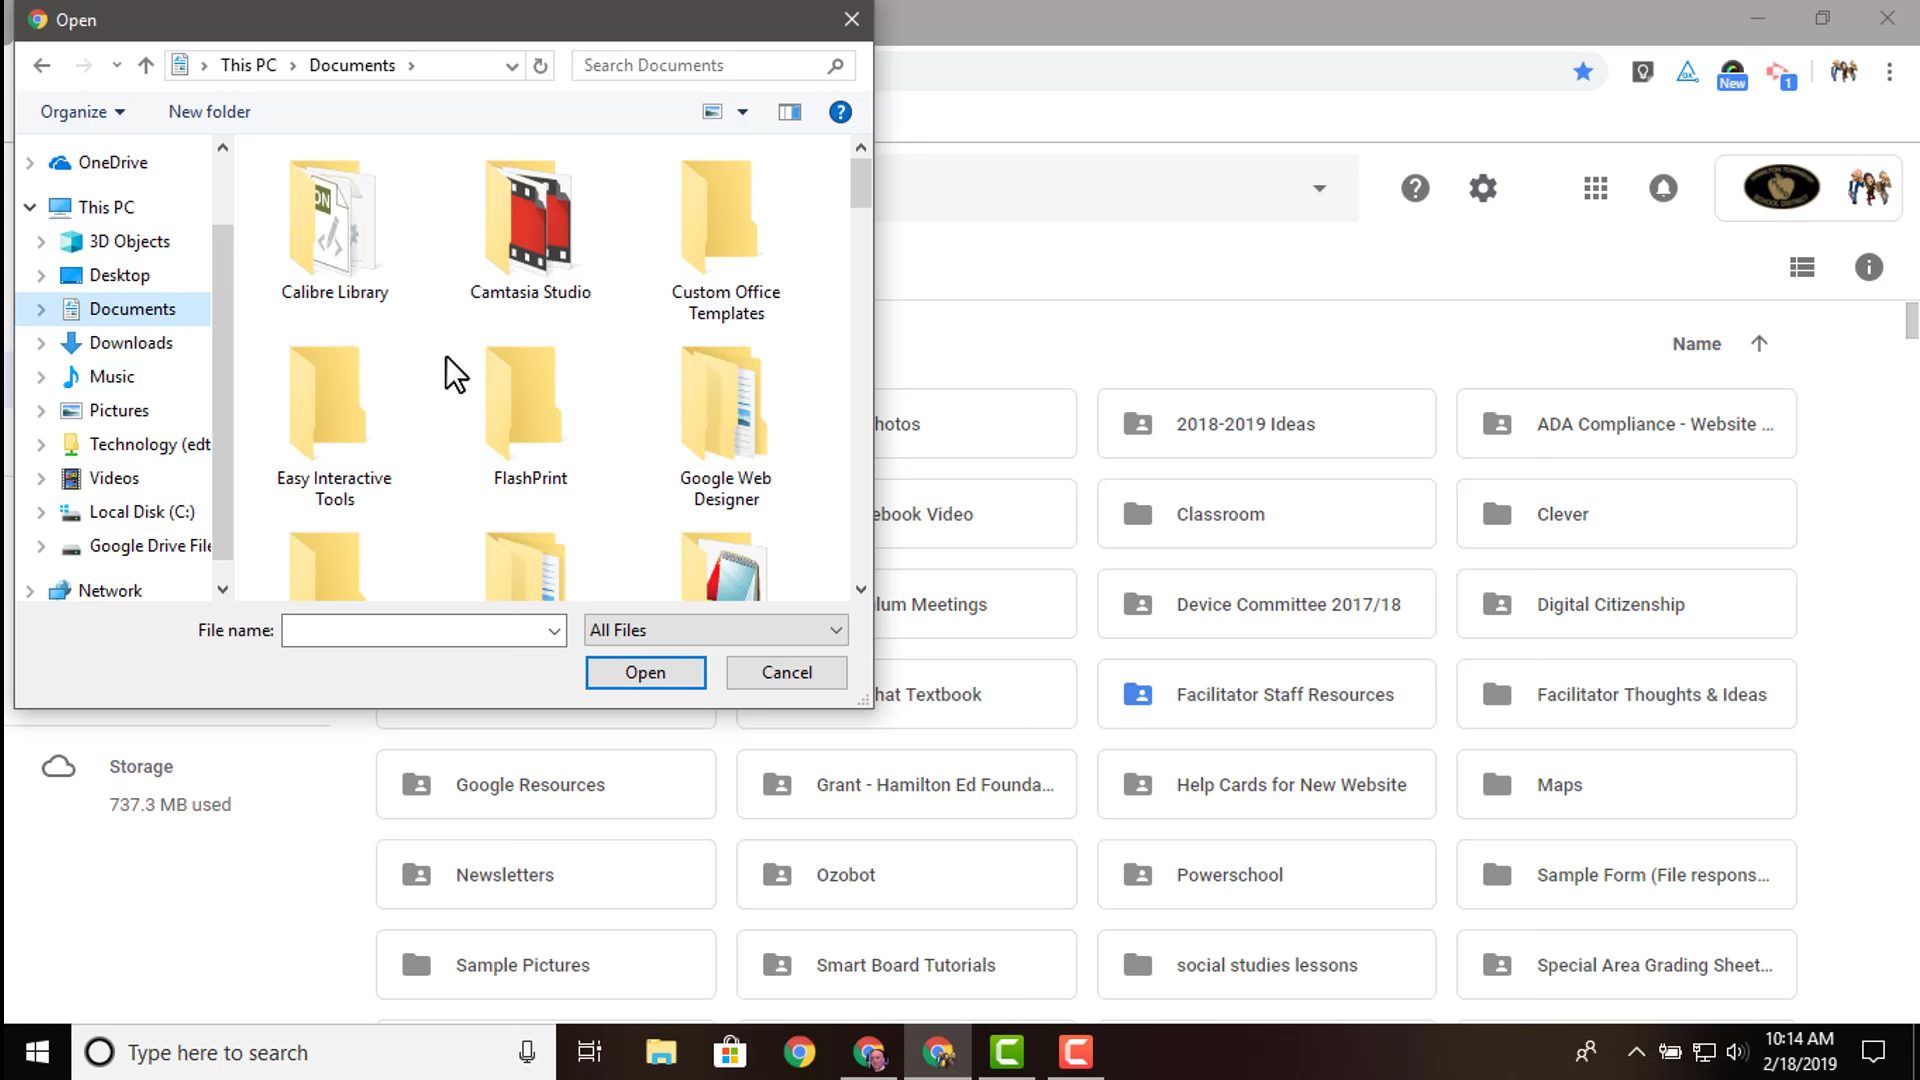 Open
This PC
Documents
Search Documents
Organize
New folder
OneDrive
This PC
3D Objects
Desktop
Documents
Downloads
Music
Pictures
Technology (edt
Videos
Local Disk (C:)
Google Drive File
Network
ON
Calibre Library
Camtasia Studio
Custom Office
Templates
Easy Interactive
Tools
FlashPrint
Google Web
Designer
File name:
All Files
Open
Cancel
New
1
Name
hotos
2018-2019 Ideas
ADA Compliance - Website ...
ebook Video
Classroom
Clever
lum Meetings
Device Committee 2017/18
Digital Citizenship
hat Textbook
Facilitator Staff Resources
Facilitator Thoughts & Ideas
Storage
737.3 MB used
Google Resources
Grant - Hamilton Ed Founda...
Help Cards for New Website
Maps
Newsletters
Ozobot
Powerschool
Sample Form (File respons...
Sample Pictures
Smart Board Tutorials
social studies lessons
Special Area Grading Sheet...
Type here to search
10:14 AM
2/18/2019